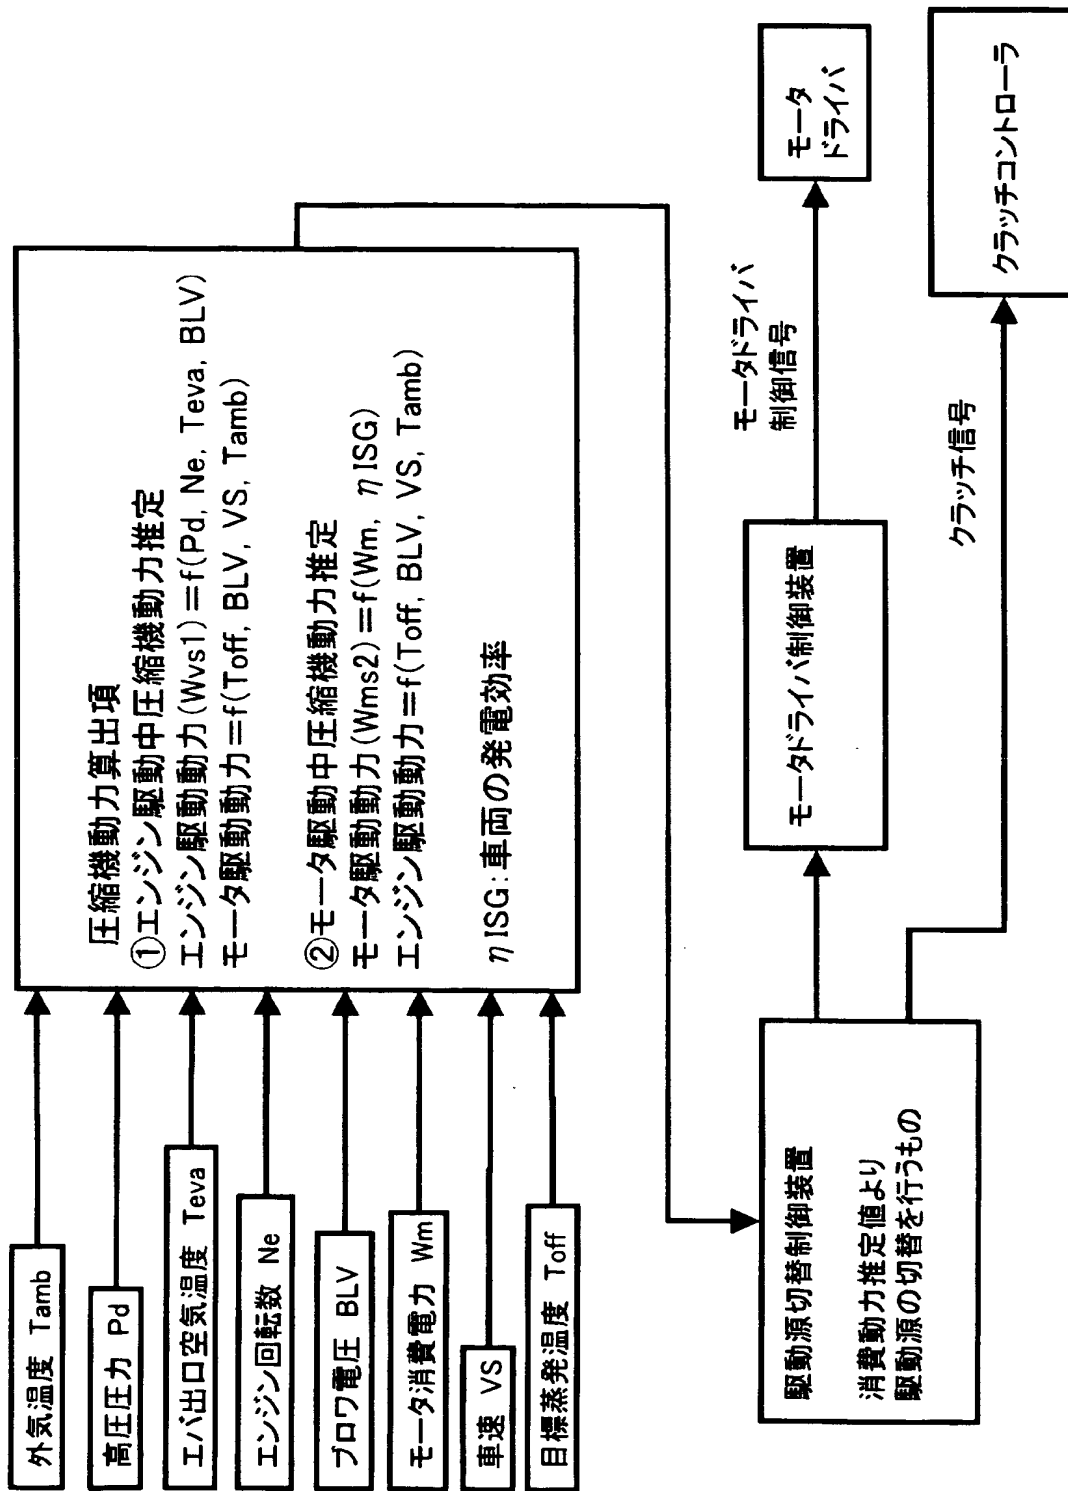 外気温度 Tamb
高圧圧力 Pd
エバ出口空気温度 Teva
エンジン回転数 Ne
ブロワ電圧 BLV
モータ消費電力 Wm
車速 VS
目標蒸発温度 Toff
圧縮機動力算出項
①エンジン駆動中圧縮機動力推定
エンジン駆動動力(Wvs1)=f(Pd, Ne, Teva, BLV)
モータ駆動動力=f(Toff, BLV, VS, Tamb)
②モータ駆動中圧縮機動力推定
モータ駆動動力(Wms2)=f(Wm, ηISG)
エンジン駆動動力=f(Toff, BLV, VS, Tamb)
ηISG:車両の発電効率
駆動源切替制御装置
消費動力推定値より
駆動源の切替を行うもの
モータドライバ制御装置
モータドライバ
制御信号
モータ
ドライバ
クラッチ信号
クラッチコントローラ